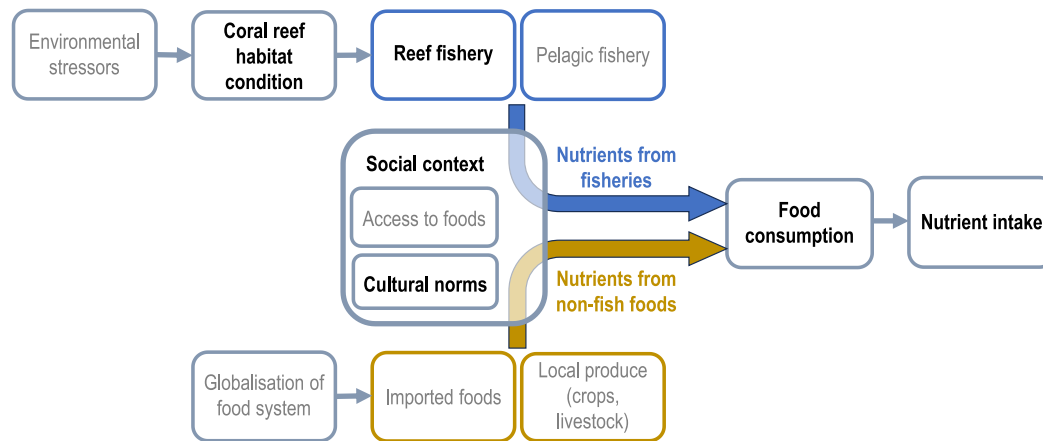 Environmental
stressors
Coral reef
habitat
condition
Reef fishery
Pelagic fishery
Social context
Access to foods
Cultural norms
Nutrients from
fisheries
Nutrients from
non-fish foods
Food
consumption
Nutrient intake
Globalisation of
food system
Imported foods
Local produce
(crops,
livestock)